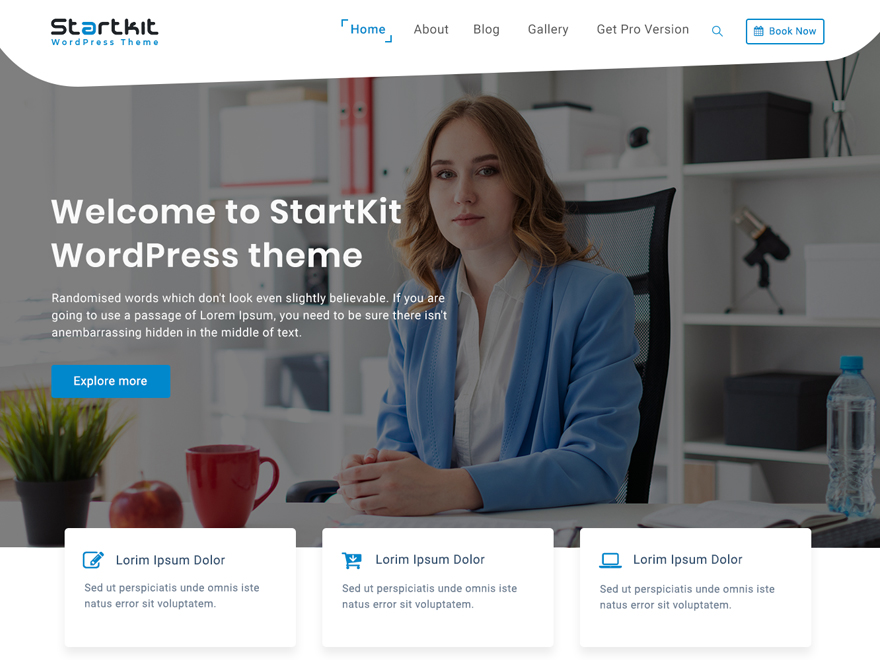 Startkit
WordPress Theme
Home About Blog Gallery Get Pro Version Book Now
Welcome to StartKit
WordPress theme
Randomised words which don't look even slightly believable. If you are
going to use a passage of Lorem Ipsum, you need to be sure there isn't
anembarrassing hidden in the middle of text.
Explore more
Lorim Ipsum Dolor
Sed ut perspiciatis unde omnis iste
natus error sit voluptatem.
Lorim Ipsum Dolor
Sed ut perspiciatis unde omnis iste
natus error sit voluptatem.
Lorim Ipsum Dolor
Sed ut perspiciatis unde omnis iste
natus error sit voluptatem.